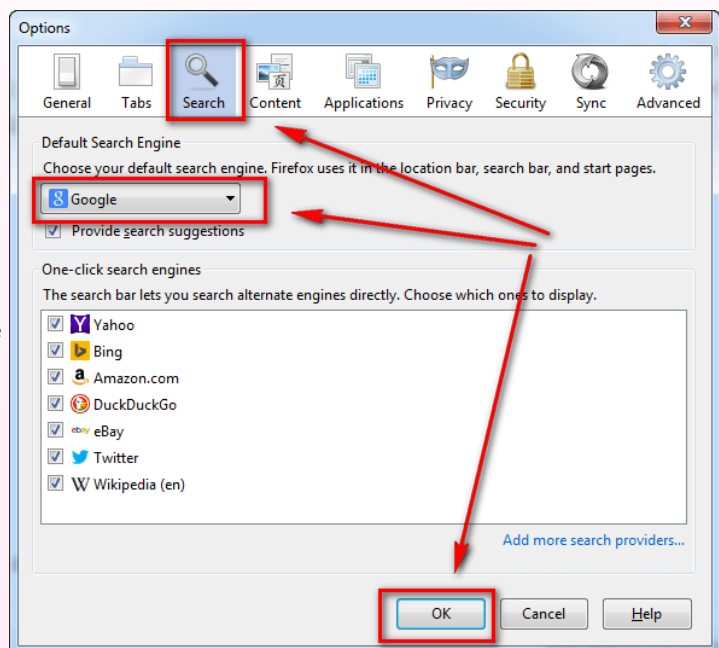 Options
General Tabs Search Content Applications Privacy Security Sync Advanced
Default Search Engine
Choose your default search engine. Firefox uses it in the location bar, search bar, and start pages.
Google
Provide search suggestions
One-click search engines
The search bar lets you search alternate engines directly. Choose which ones to display.
Yahoo
Bing
Amazon.com
DuckDuckGo
eBay
Twitter
Wikipedia (en)
Add more search providers...
OK Cancel Help